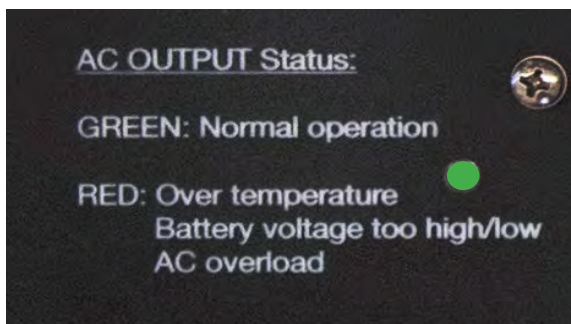 AC OUTPUT Status:
GREEN: Normal operation
RED: Over temperature
Battery voltage too high/low
AC overload